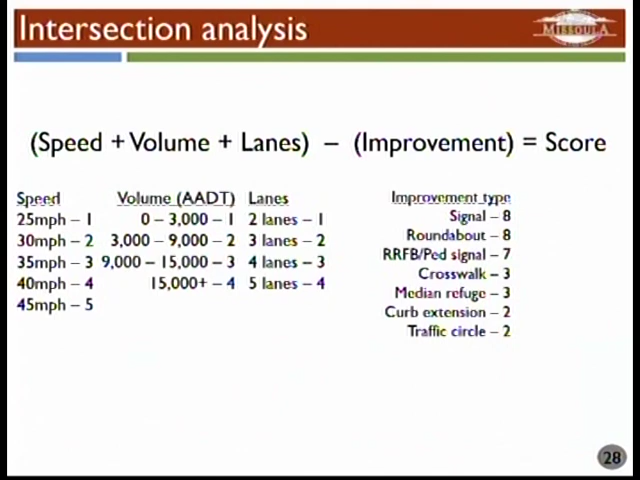 Intersection analysis
MISSOULA
(Speed + Volume + Lanes) – (Improvement) = Score
Speed Volume (AADT) Lanes Improvement type
25mph – 1 0 – 3,000 – 1 2 lanes – 1 Signal – 8
30mph – 2 3,000 – 9,000 – 2 3 lanes – 2 Roundabout – 8
35mph – 3 9,000 – 15,000 – 3 4 lanes – 3 RRFB/Ped signal – 7
40mph – 4 15,000+ – 4 5 lanes – 4 Crosswalk – 3
45mph – 5 Median refuge – 3
Curb extension – 2
Traffic circle – 2
28